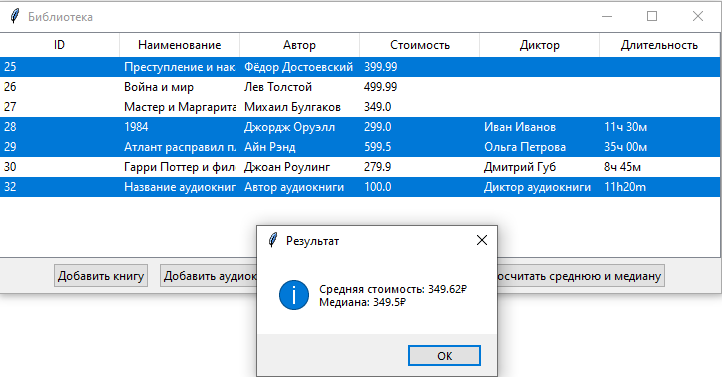 Библиотека
ID Наименование Автор Стоимость Диктор Длительность
25 Преступление и нак Фёдор Достоевский 399.99
26 Война и мир Лев Толстой 499.99
27 Мастер и Маргарита Михаил Булгаков 349.0
28 1984 Джордж Оруэлл 299.0 Иван Иванов 11ч 30м
29 Атлант расправил п. Айн Рэнд 599.5 Ольга Петрова 35ч 00м
30 Гарри Поттер и фил Джоан Роулинг 279.9 Дмитрий Губ 8ч 45м
32 Название аудиокниг Автор аудиокниги 100.0 Диктор аудиокниги 11h20m
Результат
Средняя стоимость: 349.62₽
Медиана: 349.5₽
Добавить книгу Добавить аудиок осчитать среднюю и медиану
OK